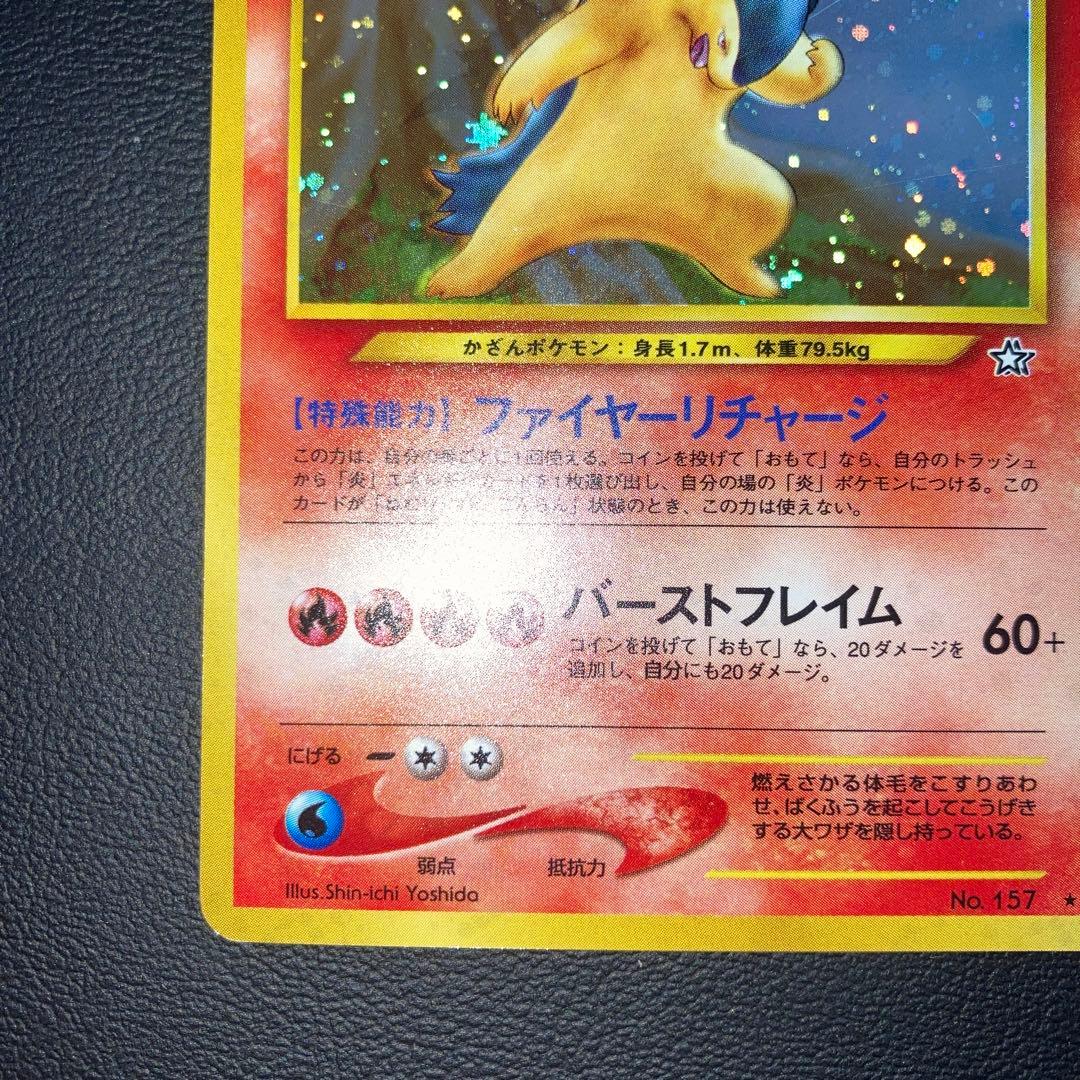 かざんポケモン：身長1.7m、体重79.5kg
【特殊能力】ファイヤーリチャージ
この力は、自分の番ごとに1回使える。コインを投げて「おもて」なら、自分のトラッシュ
から「炎」エネルギーカードを1枚選び出し、自分の場の「炎」ポケモンにつける。この
カードが「 こんらん」状態のとき、この力は使えない。
バーストフレイム 60+
コインを投げて「おもて」なら、20ダメージを
追加し、自分にも20ダメージ。
にげる
弱点
抵抗力
燃えさかる体毛をこすりあわ
せ、ばくふうを起こしてこうげき
する大ワザを隠し持っている。
Illus.Shin-ichi Yoshida
No. 157 ★